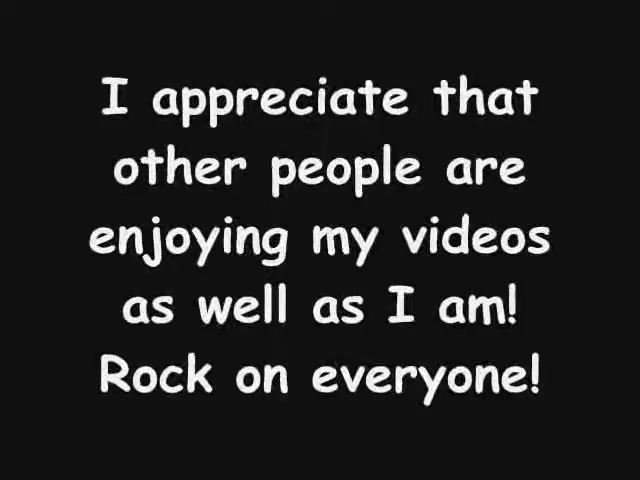 I appreciate that
other people are
enjoying my videos
as well as I am!
Rock on everyone!